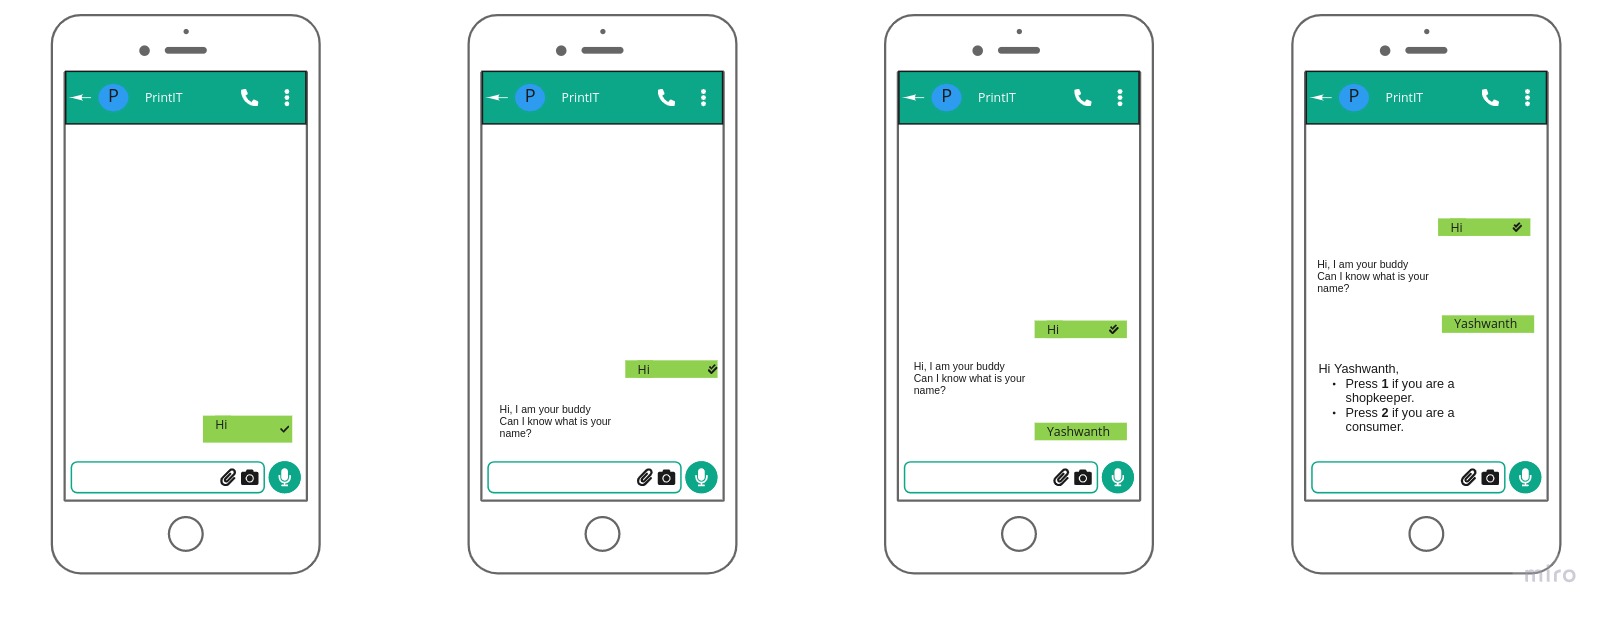 P PrintIT
Hi
P PrintIT
Hi
Hi, I am your buddy
Can I know what is your
name?
P PrintIT
Hi
Hi, I am your buddy
Can I know what is your
name?
Yashwanth
P PrintIT
Hi
Hi, I am your buddy
Can I know what is your
name?
Yashwanth
Hi Yashwanth,
• Press 1 if you are a
shopkeeper.
• Press 2 if you are a
consumer.
miro